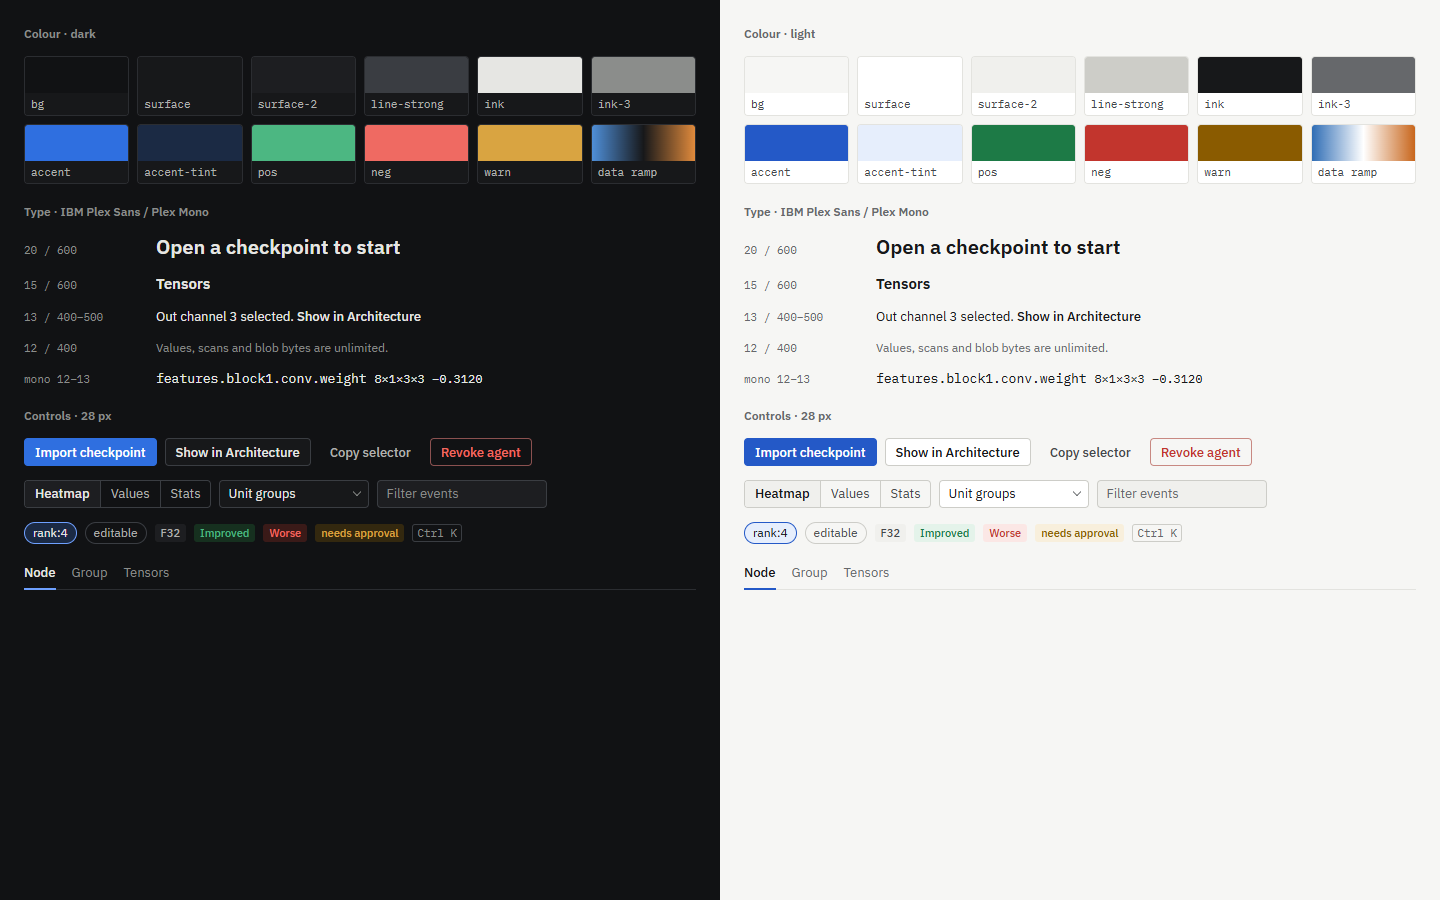 Colour · dark
bg surface surface-2 line-strong ink ink-3
accent accent-tint pos neg warn data ramp
Type · IBM Plex Sans / Plex Mono
20 / 600 Open a checkpoint to start
15 / 600 Tensors
13 / 400–500 Out channel 3 selected. Show in Architecture
12 / 400 Values, scans and blob bytes are unlimited.
mono 12–13 features.block1.conv.weight 8×1×3×3 −0.3120
Controls · 28 px
Import checkpoint Show in Architecture Copy selector Revoke agent
Heatmap Values Stats Unit groups Filter events
rank:4 editable F32 Improved Worse needs approval Ctrl K
Node Group Tensors
Colour · light
bg surface surface-2 line-strong ink ink-3
accent accent-tint pos neg warn data ramp
Type · IBM Plex Sans / Plex Mono
20 / 600 Open a checkpoint to start
15 / 600 Tensors
13 / 400–500 Out channel 3 selected. Show in Architecture
12 / 400 Values, scans and blob bytes are unlimited.
mono 12–13 features.block1.conv.weight 8×1×3×3 −0.3120
Controls · 28 px
Import checkpoint Show in Architecture Copy selector Revoke agent
Heatmap Values Stats Unit groups Filter events
rank:4 editable F32 Improved Worse needs approval Ctrl K
Node Group Tensors